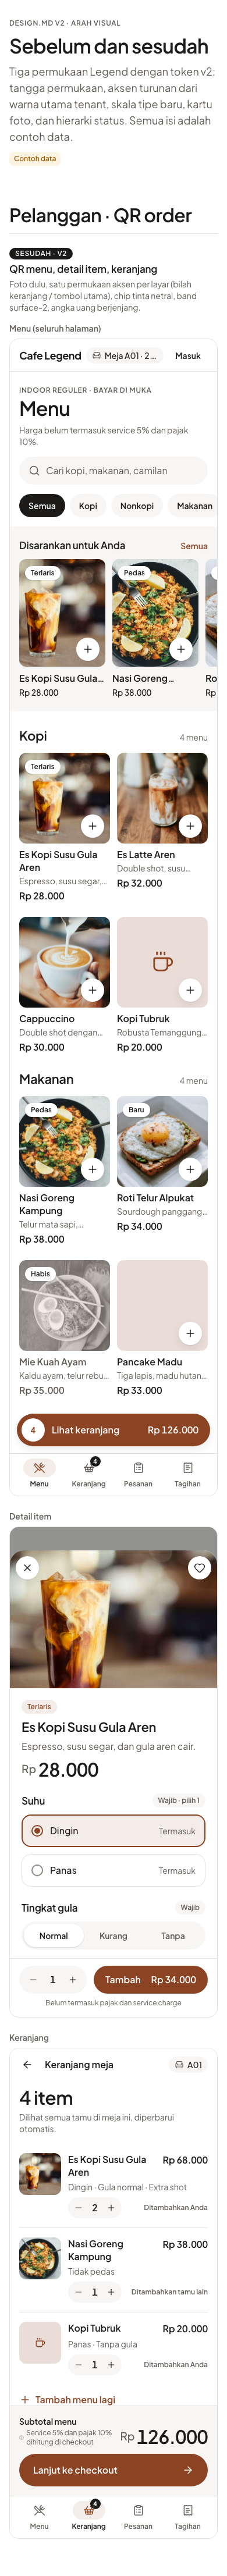 DESIGN.MD V2 · ARAH VISUAL
Sebelum dan sesudah
Tiga permukaan Legend dengan token v2:
tangga permukaan, aksen turunan dari
warna utama tenant, skala tipe baru, kartu
foto, dan hierarki status. Semua isi adalah
contoh data.
Contoh data
Pelanggan · QR order
SESUDAH · V2
QR menu, detail item, keranjang
Foto dulu, satu permukaan aksen per layar (bilah
keranjang / tombol utama), chip tinta netral, band
surface-2, angka uang berjenjang.
Menu (seluruh halaman)
Cafe Legend
Meja A01 · 2 ...
Masuk
INDOOR REGULER · BAYAR DI MUKA
Menu
Harga belum termasuk service 5% dan pajak
10%.
Cari kopi, makanan, camilan
Semua
Kopi
Nonkopi
Makanan
Disarankan untuk Anda
Semua
Terlaris
Pedas
Es Kopi Susu Gula...
Nasi Goreng...
Ro
Rp 28.000
Rp 38.000
Rp
Kopi
4 menu
Terlaris
Es Kopi Susu Gula
Aren
Espresso, susu segar,...
Rp 28.000
Es Latte Aren
Double shot, susu...
Rp 32.000
Cappuccino
Double shot dengan...
Rp 30.000
Kopi Tubruk
Robusta Temanggung...
Rp 20.000
Makanan
4 menu
Pedas
Nasi Goreng
Kampung
Telur mata sapi,...
Rp 38.000
Baru
Roti Telur Alpukat
Sourdough panggang...
Rp 34.000
Habis
Mie Kuah Ayam
Kaldu ayam, telur rebu...
Rp 35.000
Pancake Madu
Tiga lapis, madu hutan...
Rp 33.000
4
Lihat keranjang
Rp 126.000
4
Menu
Keranjang
Pesanan
Tagihan
Detail item
Terlaris
Es Kopi Susu Gula Aren
Espresso, susu segar, dan gula aren cair.
Rp 28.000
Suhu
Wajib · pilih 1
Dingin
Termasuk
Panas
Termasuk
Tingkat gula
Wajib
Normal
Kurang
Tanpa
1
Tambah
Rp 34.000
Belum termasuk pajak dan service charge
Keranjang
Keranjang meja
A01
4 item
Dilihat semua tamu di meja ini, diperbarui
otomatis.
Es Kopi Susu Gula
Aren
Rp 68.000
Dingin · Gula normal · Extra shot
2
Ditambahkan Anda
Nasi Goreng
Kampung
Rp 38.000
Tidak pedas
1
Ditambahkan tamu lain
Kopi Tubruk
Rp 20.000
Panas · Tanpa gula
1
Ditambahkan Anda
Tambah menu lagi
Subtotal menu
Service 5% dan pajak 10%
dihitung di checkout
Rp 126.000
Lanjut ke checkout
4
Menu
Keranjang
Pesanan
Tagihan